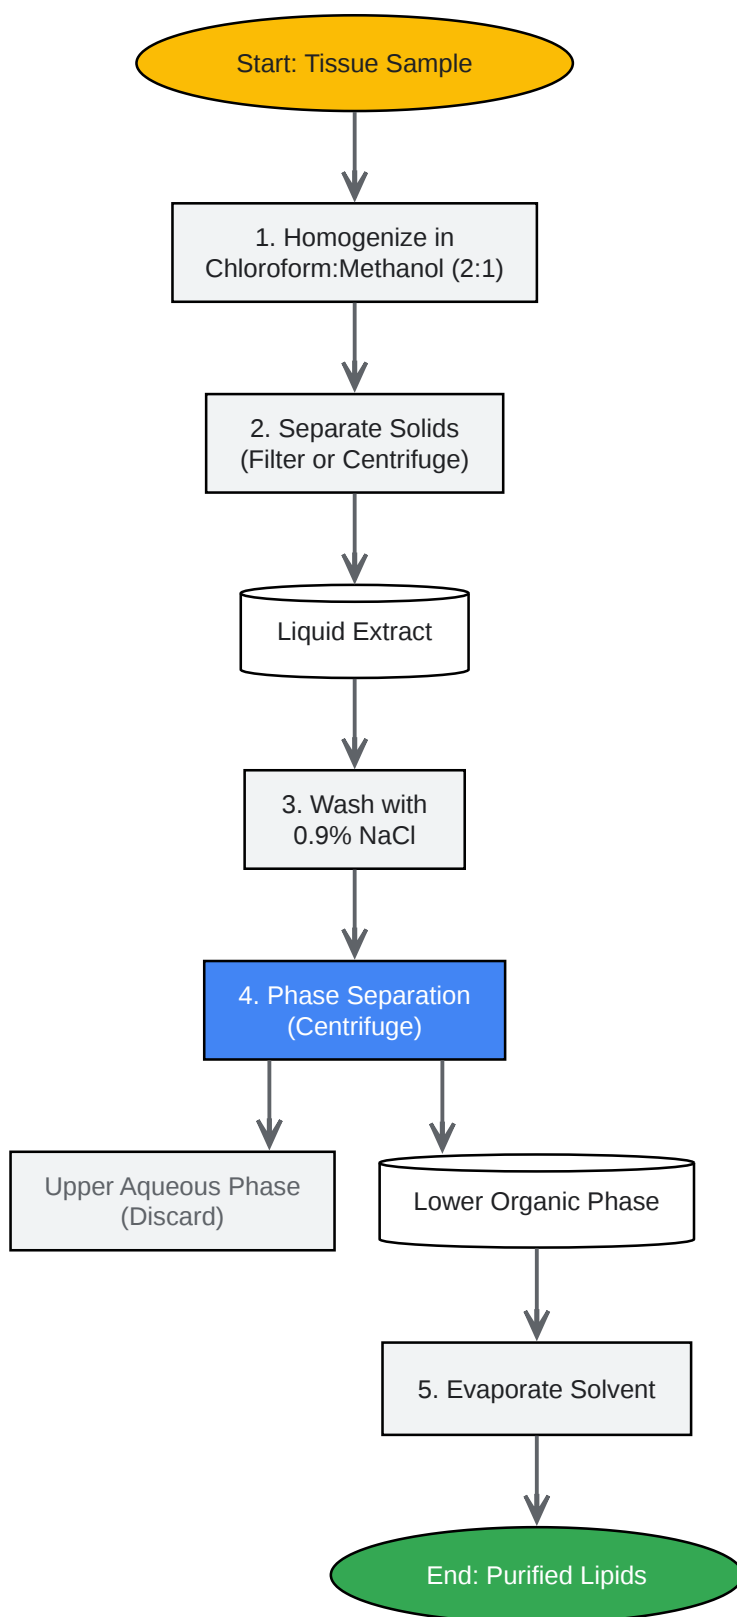 Start: Tissue Sample
1. Homogenize in
Chloroform:Methanol (2:1)
2. Separate Solids
(Filter or Centrifuge)
Liquid Extract
3. Wash with
0.9% NaCl
4. Phase Separation
(Centrifuge)
Upper Aqueous Phase
(Discard)
Lower Organic Phase
5. Evaporate Solvent
End: Purified Lipids